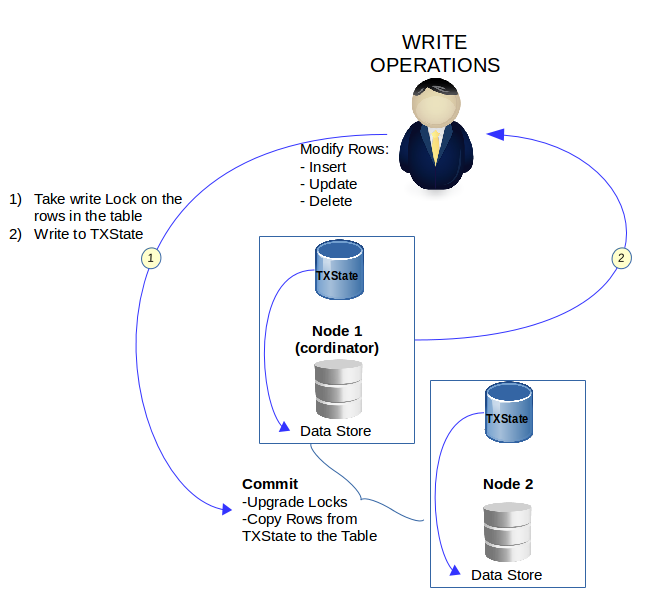 WRITE
OPERATIONS
Modify Rows:
- Insert
- Update
- Delete
1) Take write Lock on the
rows in the table
2) Write to TXState
1
2
TXState
Node 1
(cordinator)
Data Store
TXState
Node 2
Data Store
Commit
-Upgrade Locks
-Copy Rows from
TXState to the Table